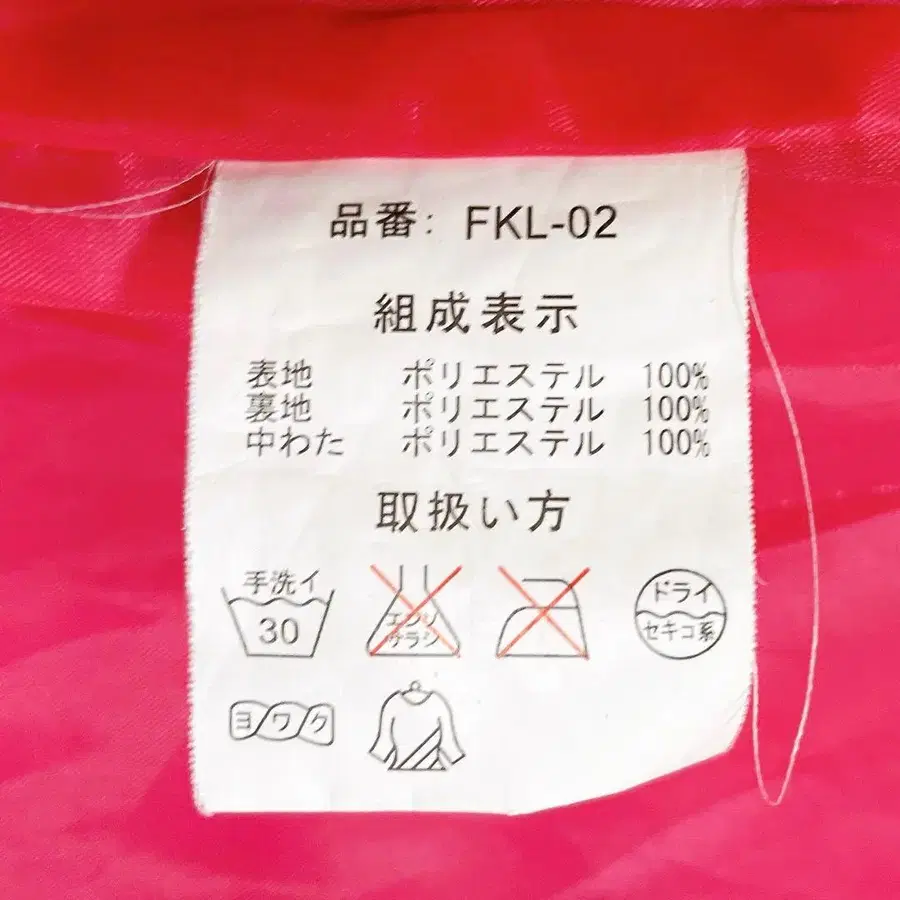 品番: FKL-02
組成表示
表地 ポリエステル 100%
裏地 ポリエステル 100%
中わた ポリエステル 100%
取扱い方
手洗イ
30
エンソ
サラシ
ドライ
セキユ系
ヨワク